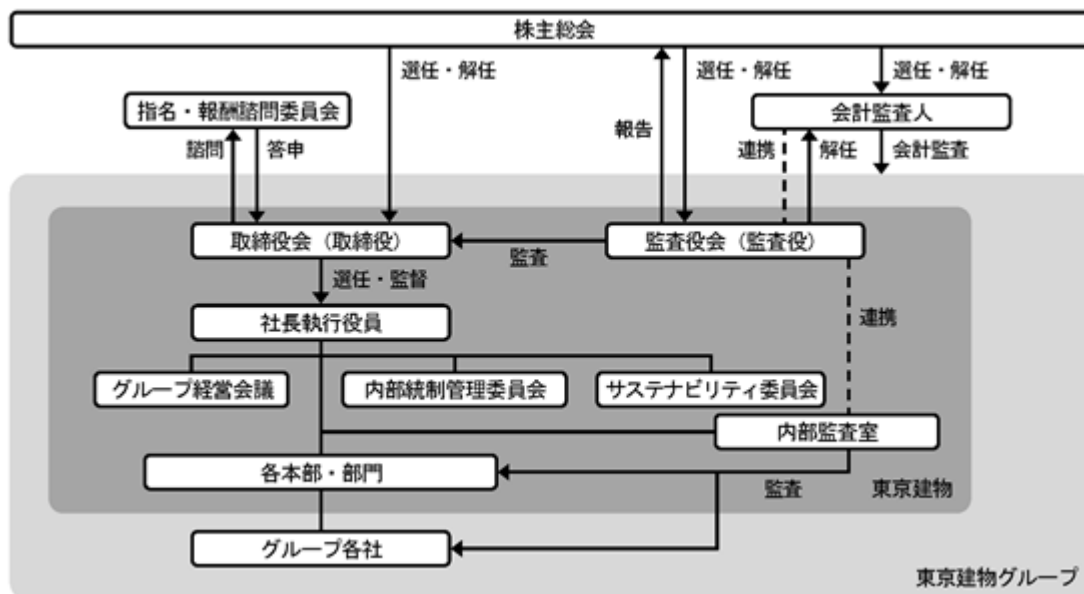 株主総会
選任・解任
選任・解任
選任・解任
指名・報酬諮問委員会
会計監査人
報告
諮問
答申
連携
解任
会計監査
取締役会（取締役）
監査役会（監査役）
監査
選任・監督
社長執行役員
連携
グループ経営会議
内部統制管理委員会
サステナビリティ委員会
内部監査室
各本部・部門
監査
東京建物
グループ各社
東京建物グループ